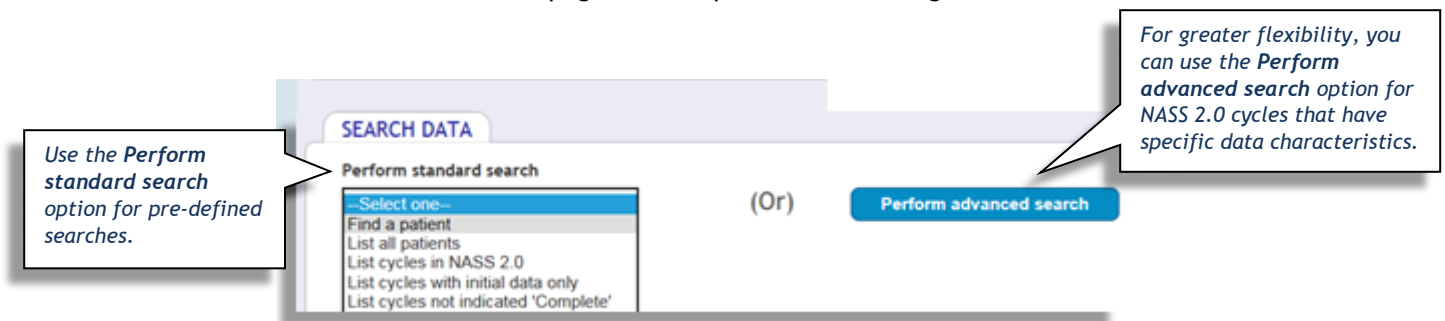 For greater flexibility, you
can use the Perform
advanced search option for
NASS 2.0 cycles that have
specific data characteristics.
SEARCH DATA
Use the Perform
standard search
option for pre-defined
searches.
Perform standard search
--Select one--
Find a patient
List all patients
List cycles in NASS 2.0
List cycles with initial data only
List cycles not indicated 'Complete'
(Or)
Perform advanced search